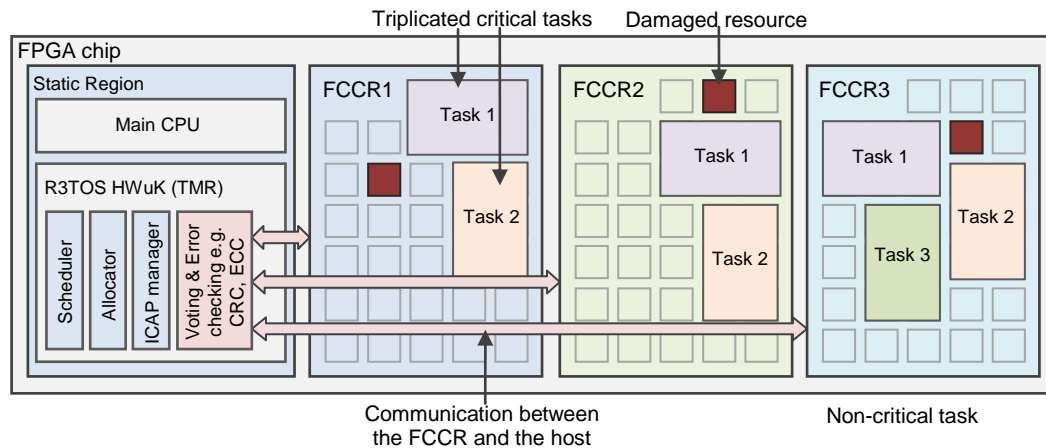 Triplicated critical tasks
Damaged resource
FPGA chip
Static Region
Main CPU
R3TOS HWuK (TMR)
Scheduler
Allocator
ICAP manager
Voting & Error
checking e.g.
CRC, ECC
FCCR1
Task 1
Task 2
FCCR2
Task 1
Task 2
FCCR3
Task 1
Task 2
Task 3
Communication between
the FCCR and the host
Non-critical task